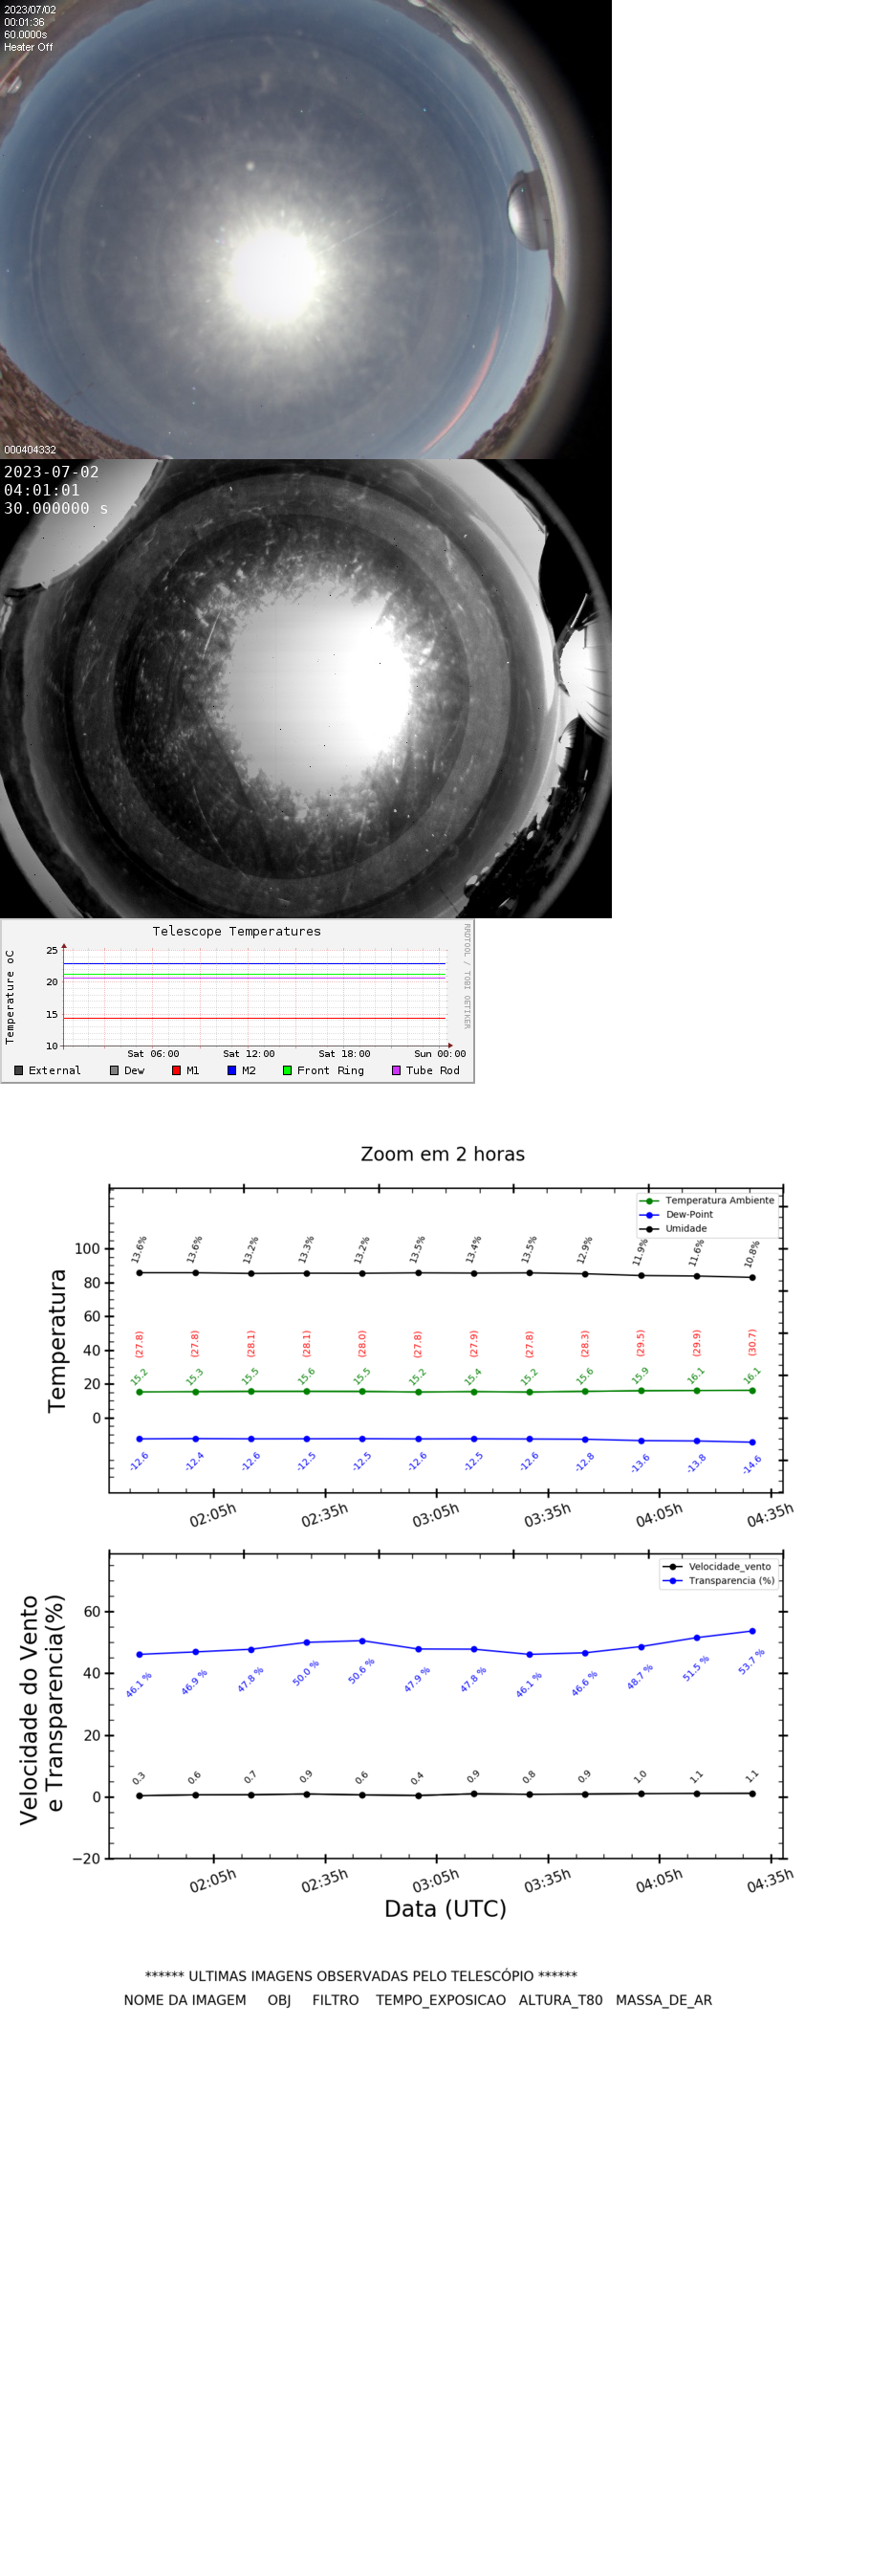 2023/07/02
00:01:36
60.0000s
Heater Off
000404332
2023-07-02
04:01:01
30.000000 s
Telescope Temperatures
RRDTOOL / TOBI OETIKER
Temperature oC
25
20
15
10
Sat 06:00 Sat 12:00 Sat 18:00 Sun 00:00
External Dew M1 M2 Front Ring Tube Rod
Zoom em 2 horas
Temperatura
Temperatura Ambiente
Dew-Point
Umidade
13.6% 13.6% 13.2% 13.3% 13.2% 13.5% 13.4% 13.5% 12.9% 11.9% 11.6% 10.8%
100
80
60
40
20
0
(27.8) (27.8) (28.1) (28.1) (28.0) (27.8) (27.9) (27.8) (28.3) (29.5) (29.9) (30.7)
15.2 15.3 15.5 15.6 15.5 15.2 15.4 15.2 15.6 15.9 16.1 16.1
-12.6 -12.4 -12.6 -12.5 -12.5 -12.6 -12.5 -12.6 -12.8 -13.6 -13.8 -14.6
02:05h 02:35h 03:05h 03:35h 04:05h 04:35h
Velocidade do Vento
e Transparencia(%)
Velocidade_vento
Transparencia (%)
60
40
20
0
−20
46.1 % 46.9 % 47.8 % 50.0 % 50.6 % 47.9 % 47.8 % 46.1 % 46.6 % 48.7 % 51.5 % 53.7 %
0.3 0.6 0.7 0.9 0.6 0.4 0.9 0.8 0.9 1.0 1.1 1.1
02:05h 02:35h 03:05h 03:35h 04:05h 04:35h
Data (UTC)
****** ULTIMAS IMAGENS OBSERVADAS PELO TELESCÓPIO ******
NOME DA IMAGEM OBJ FILTRO TEMPO_EXPOSICAO ALTURA_T80 MASSA_DE_AR